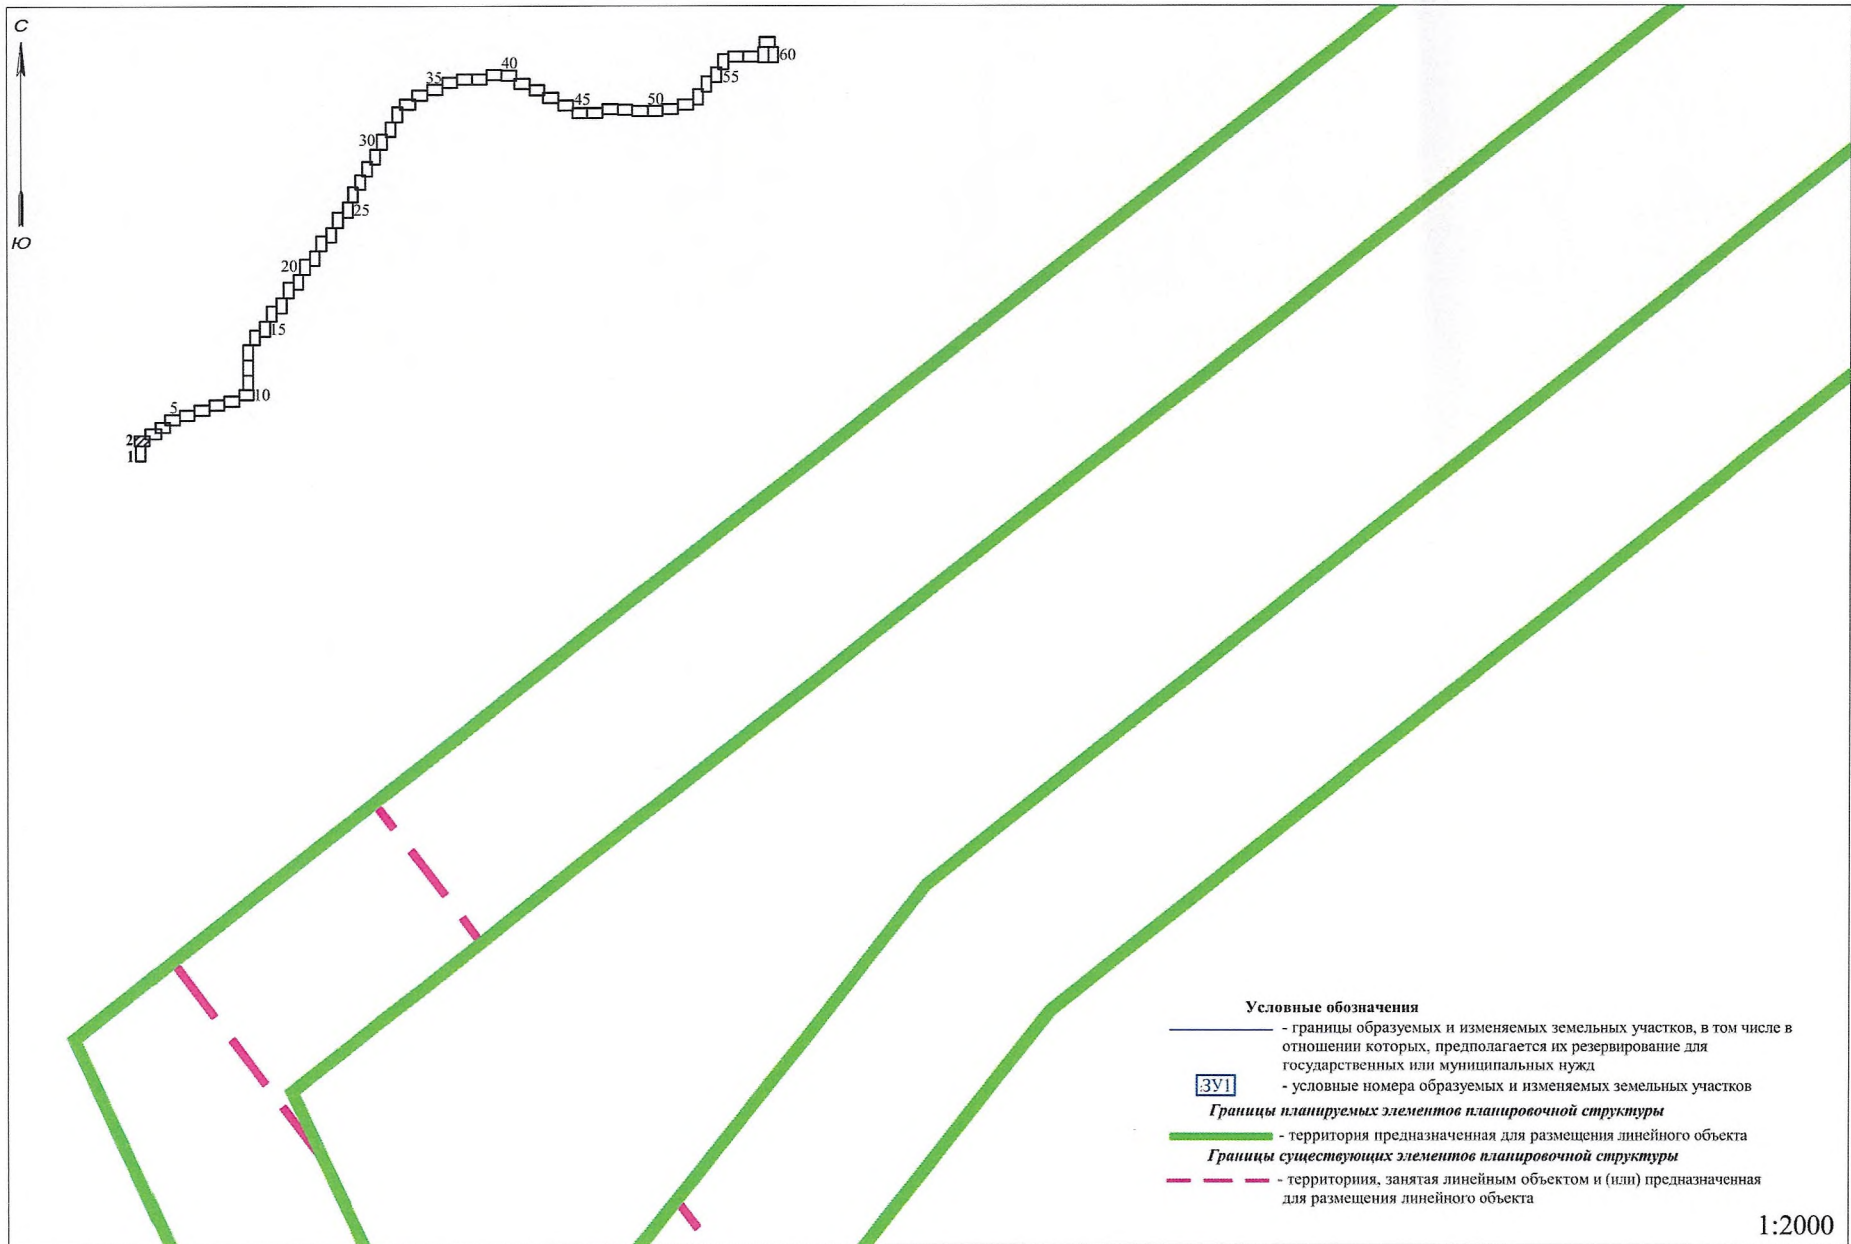 С
Ю
1
2
5
10
15
20
25
30
35
40
45
50
55
60
Условные обозначения
- границы образуемых и изменяемых земельных участков, в том числе в
отношении которых, предполагается их резервирование для
государственных или муниципальных нужд
:ЗУ1 - условные номера образуемых и изменяемых земельных участков
Границы планируемых элементов планировочной структуры
- территория предназначенная для размещения линейного объекта
Границы существующих элементов планировочной структуры
- территориия, занятая линейным объектом и (или) предназначенная
для размещения линейного объекта
1:2000